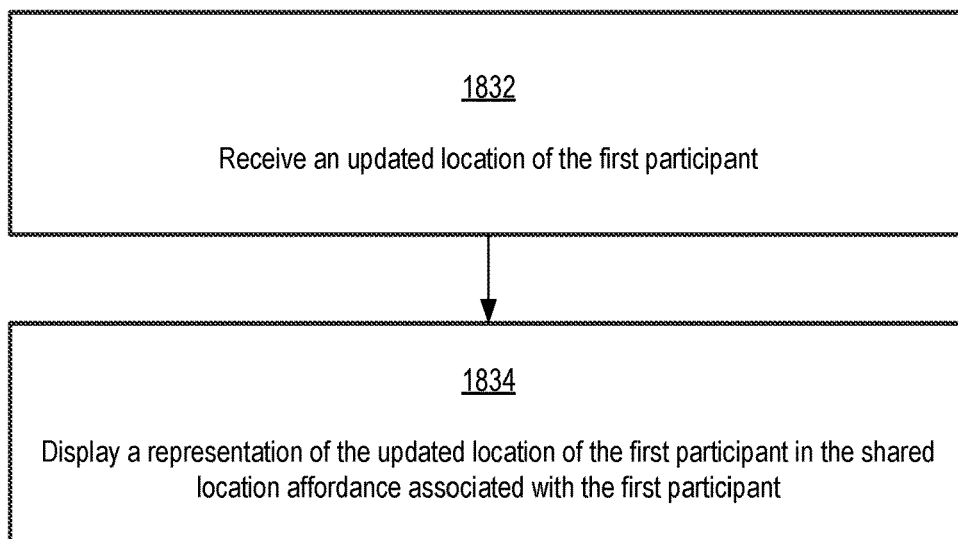 1832
Receive an updated location of the first participant
1834
Display a representation of the updated location of the first participant in the shared
location affordance associated with the first participant